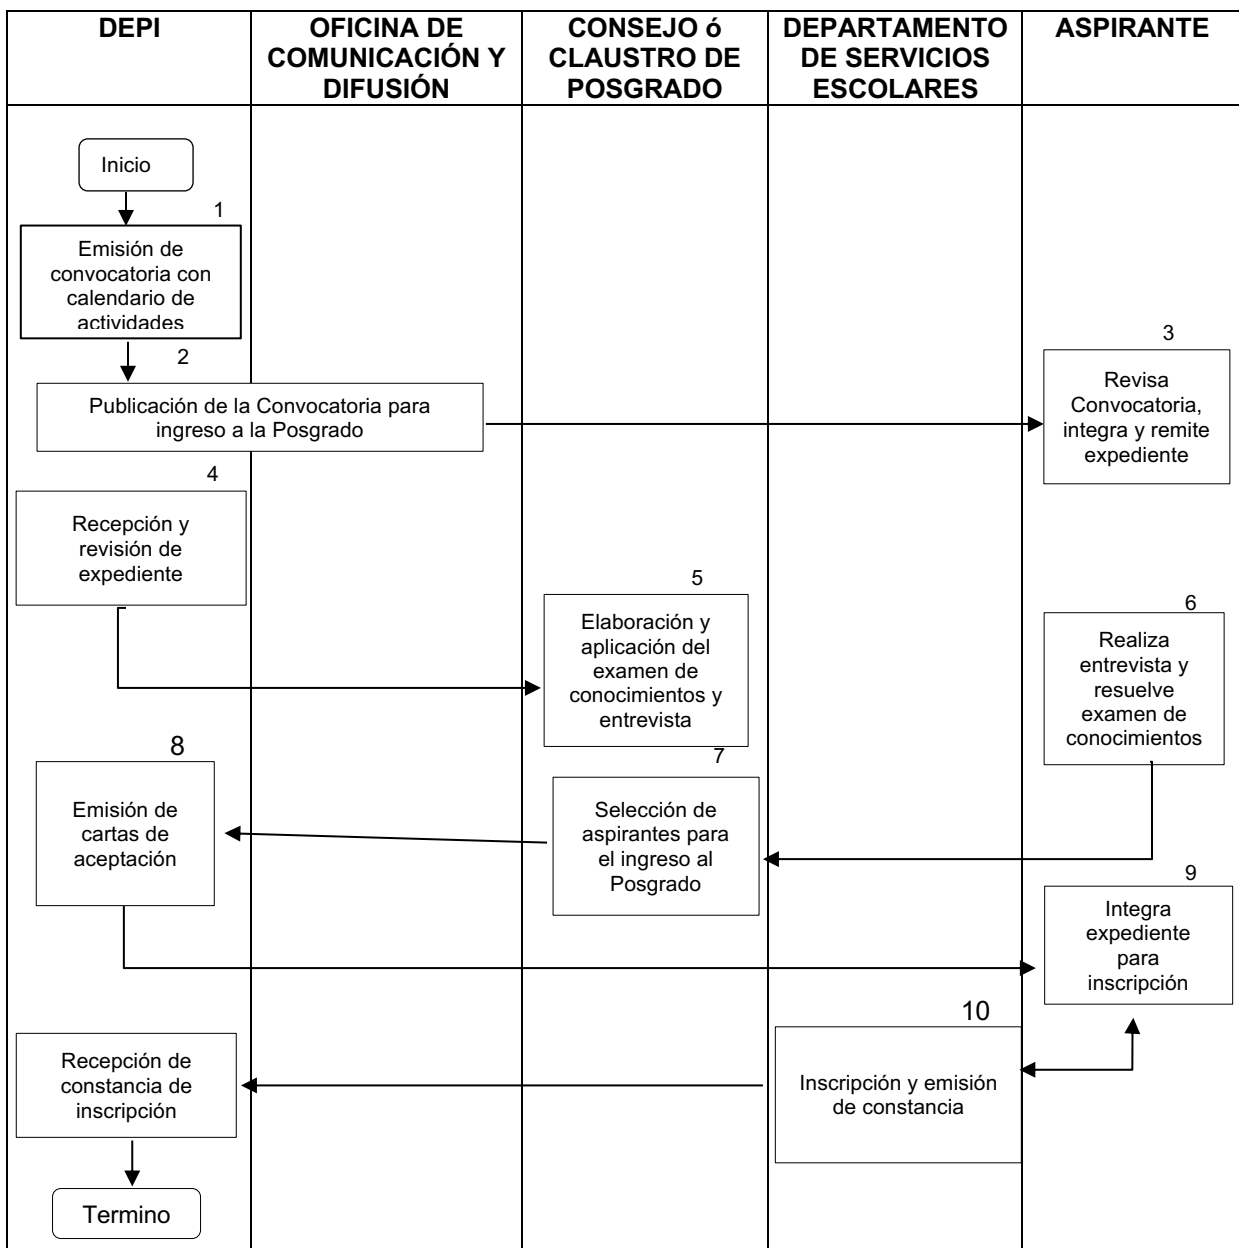 DEPI
OFICINA DE
COMUNICACIÓN Y
DIFUSIÓN
CONSEJO ó
CLAUSTRO DE
POSGRADO
DEPARTAMENTO
DE SERVICIOS
ESCOLARES
ASPIRANTE
Inicio
1
Emisión de
convocatoria con
calendario de
actividades
2
Publicación de la Convocatoria para
ingreso a la Posgrado
3
Revisa
Convocatoria,
integra y remite
expediente
4
Recepción y
revisión de
expediente
5
Elaboración y
aplicación del
examen de
conocimientos y
entrevista
6
Realiza
entrevista y
resuelve
examen de
conocimientos
7
Selección de
aspirantes para
el ingreso al
Posgrado
8
Emisión de
cartas de
aceptación
9
Integra
expediente
para
inscripción
10
Inscripción y emisión
de constancia
Recepción de
constancia de
inscripción
Termino